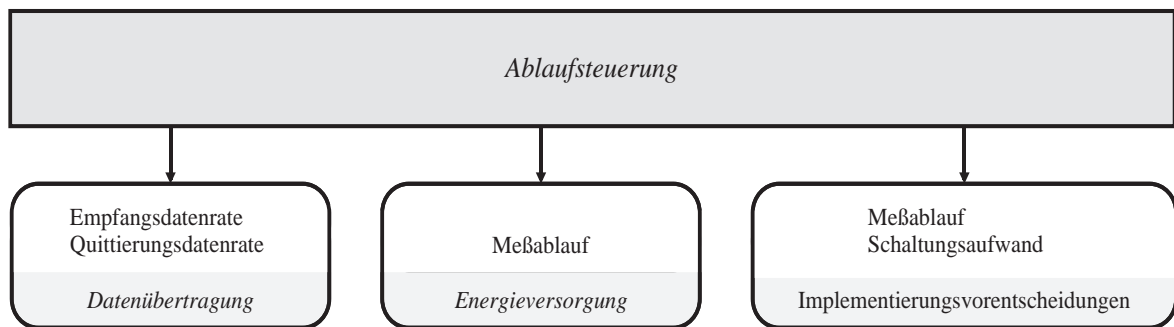 Ablaufsteuerung
Empfangsdatenrate
Quittierungsdatenrate
Datenübertragung
Meßablauf
Energieversorgung
Meßablauf
Schaltungsaufwand
Implementierungsvorentscheidungen